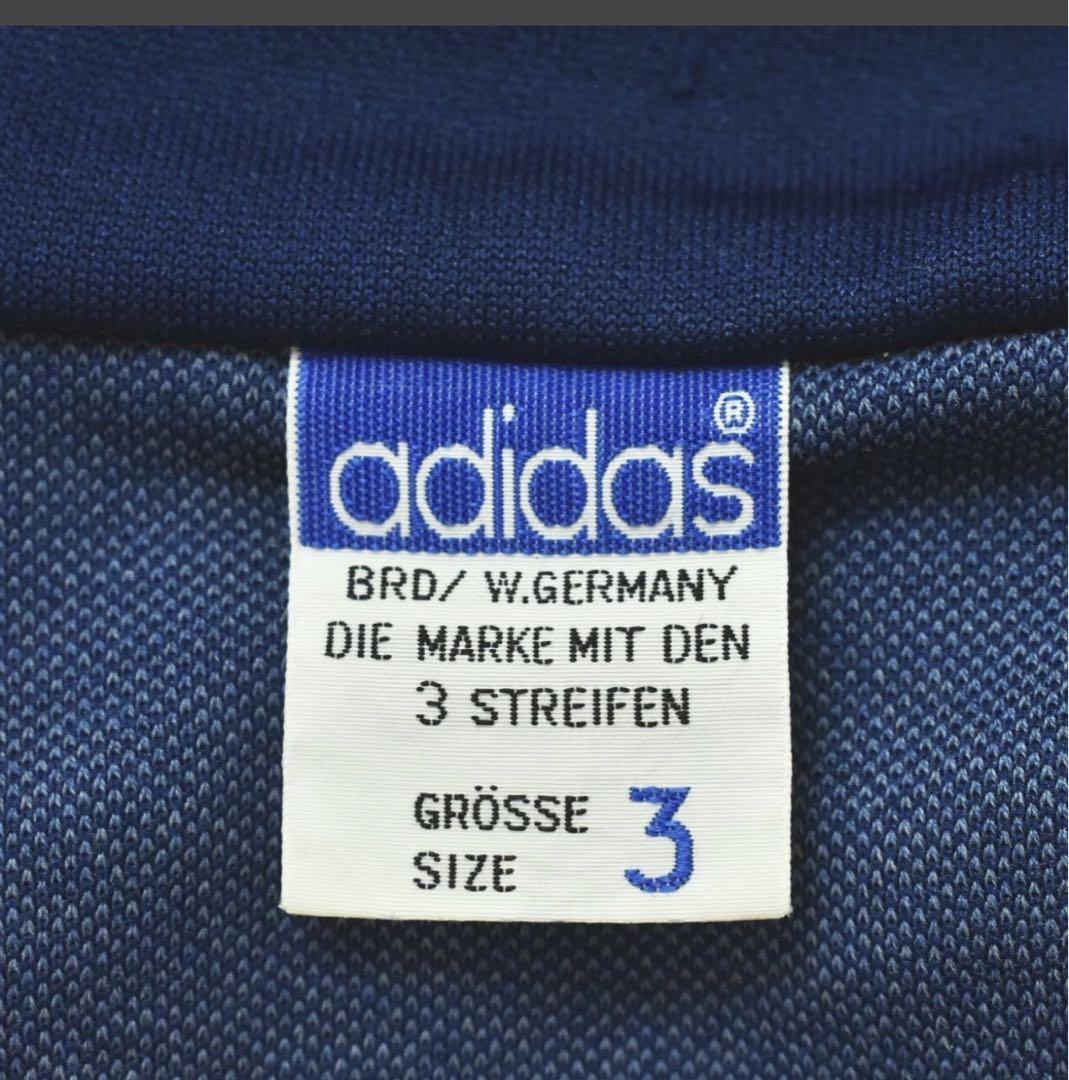 adidas®
BRD/ W.GERMANY
DIE MARKE MIT DEN
3 STREIFEN
GRÖSSE 3
SIZE